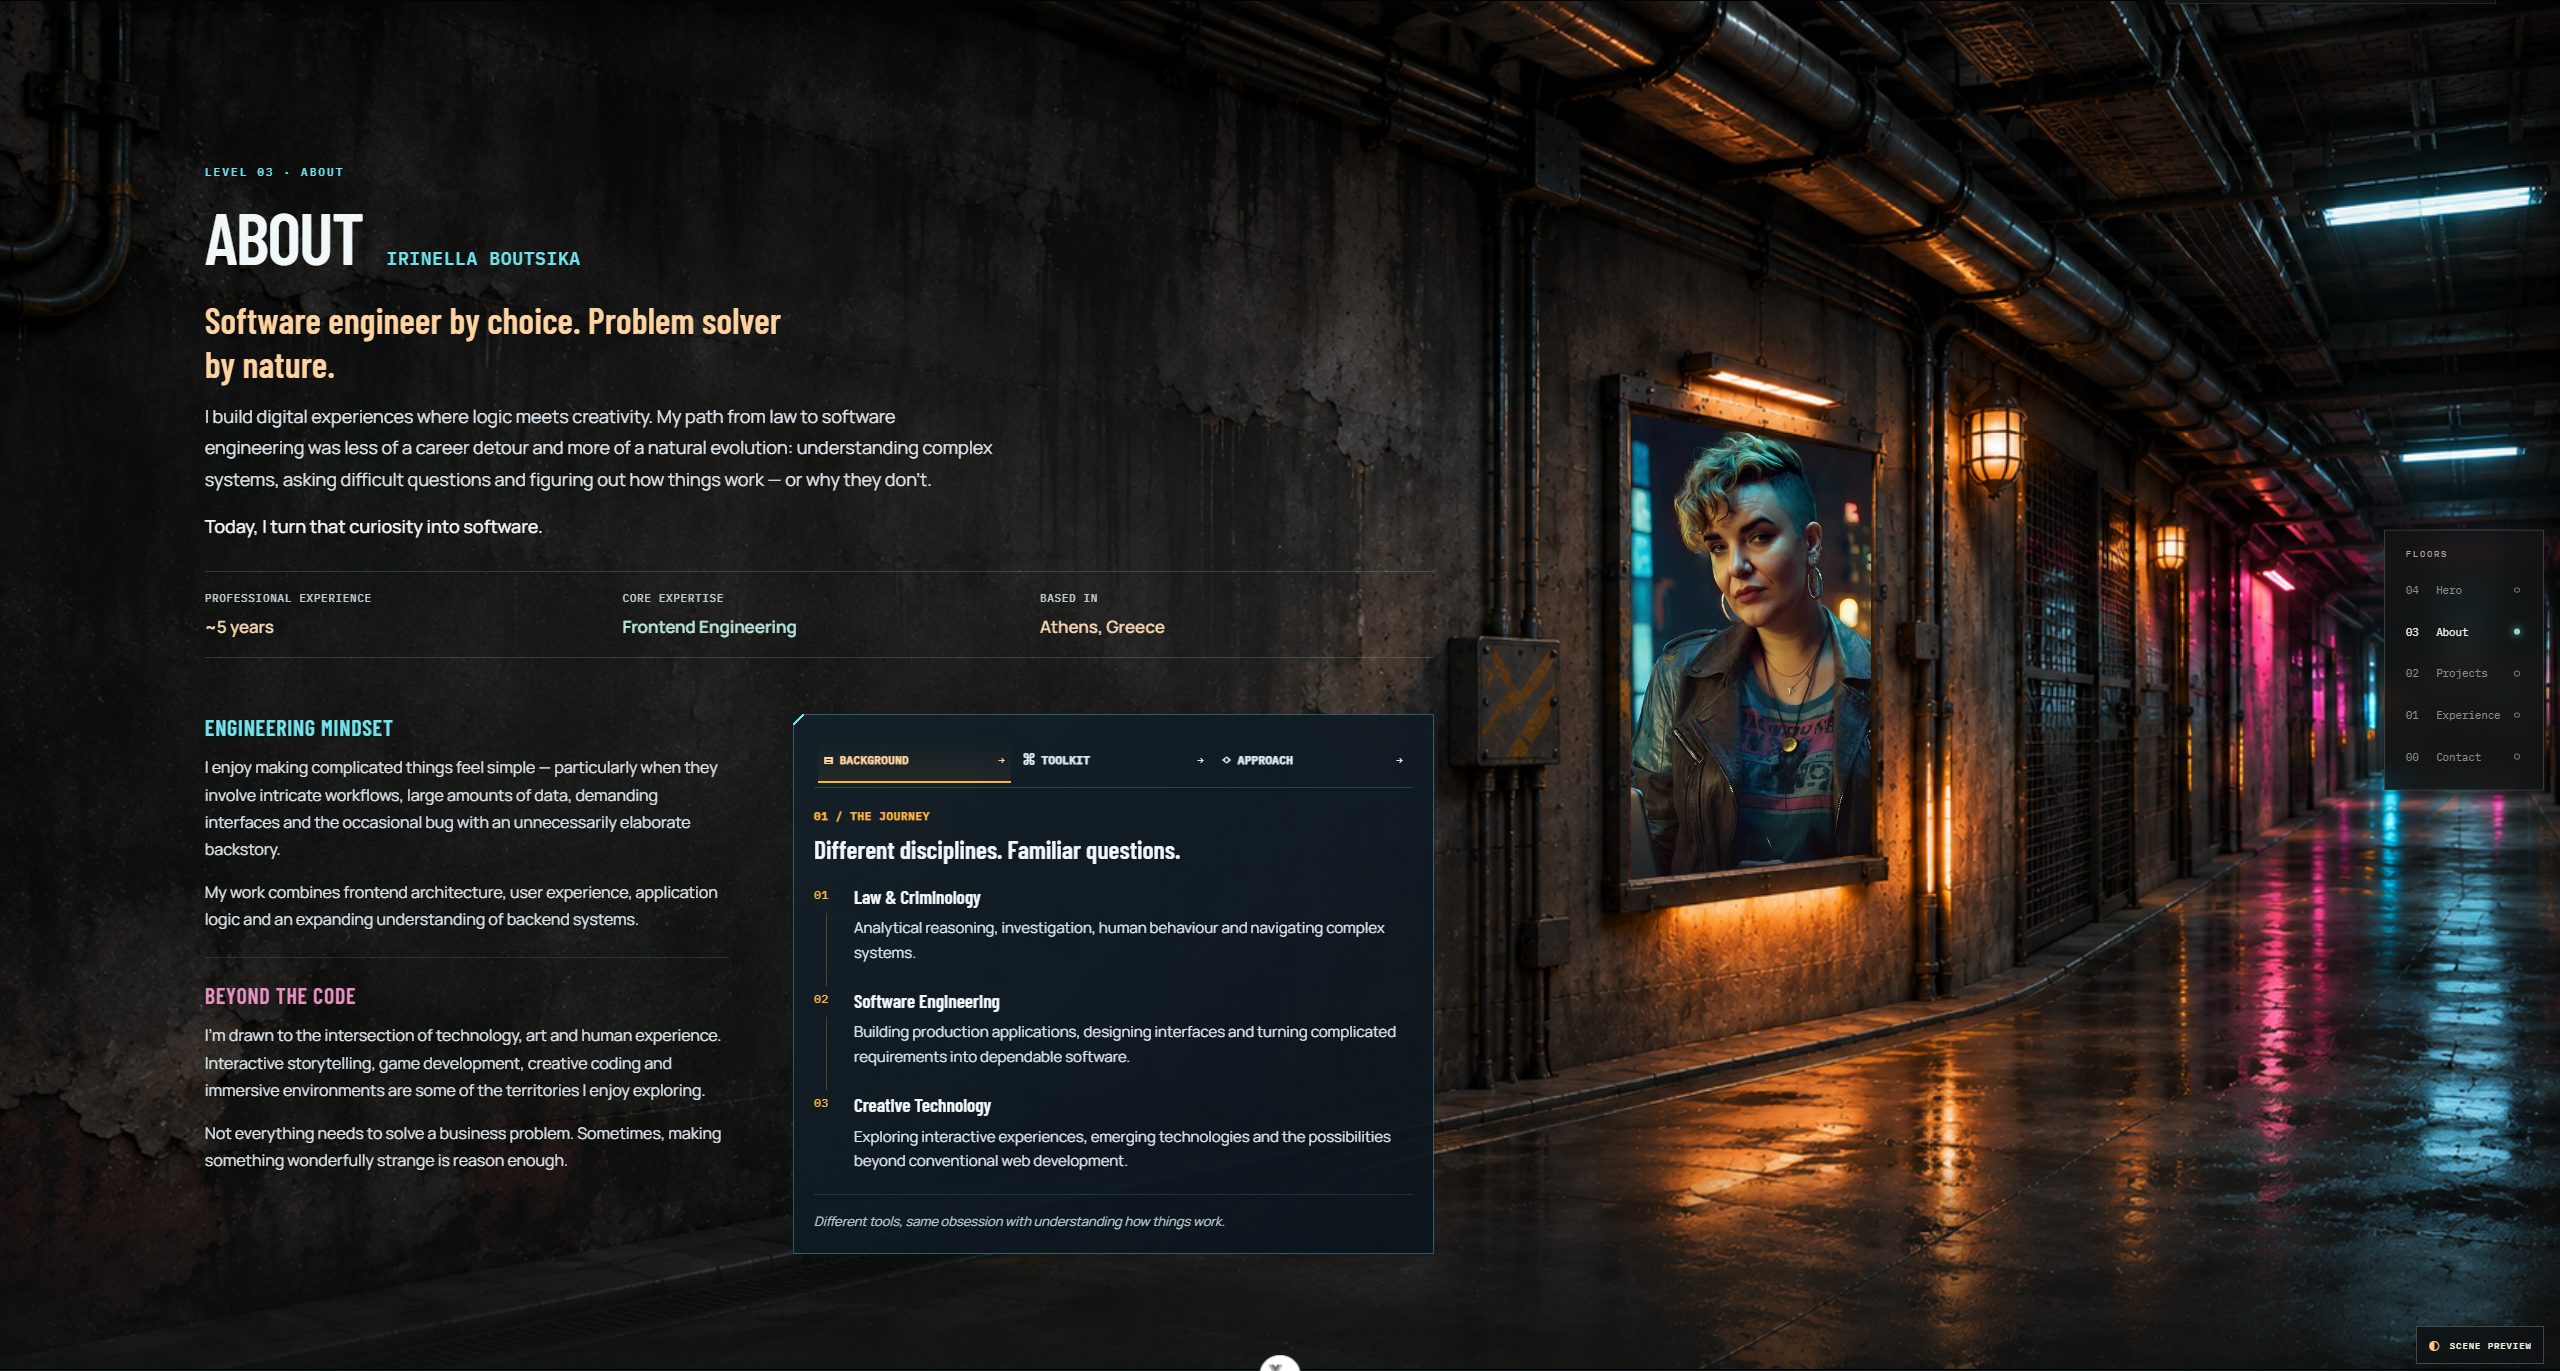 LEVEL 03 · ABOUT
ABOUT IRINELLA BOUTSIKA
Software engineer by choice. Problem solver
by nature.
I build digital experiences where logic meets creativity. My path from law to software
engineering was less of a career detour and more of a natural evolution: understanding complex
systems, asking difficult questions and figuring out how things work — or why they don't.
Today, I turn that curiosity into software.
PROFESSIONAL EXPERIENCE
~5 years
CORE EXPERTISE
Frontend Engineering
BASED IN
Athens, Greece
ENGINEERING MINDSET
I enjoy making complicated things feel simple — particularly when they
involve intricate workflows, large amounts of data, demanding
interfaces and the occasional bug with an unnecessarily elaborate
backstory.
My work combines frontend architecture, user experience, application
logic and an expanding understanding of backend systems.
BEYOND THE CODE
I'm drawn to the intersection of technology, art and human experience.
Interactive storytelling, game development, creative coding and
immersive environments are some of the territories I enjoy exploring.
Not everything needs to solve a business problem. Sometimes, making
something wonderfully strange is reason enough.
BACKGROUND → ⌘ TOOLKIT → ◇ APPROACH →
01 / THE JOURNEY
Different disciplines. Familiar questions.
01 Law & Criminology
Analytical reasoning, investigation, human behaviour and navigating complex
systems.
02 Software Engineering
Building production applications, designing interfaces and turning complicated
requirements into dependable software.
03 Creative Technology
Exploring interactive experiences, emerging technologies and the possibilities
beyond conventional web development.
Different tools, same obsession with understanding how things work.
FLOORS
04 Hero
03 About
02 Projects
01 Experience
00 Contact
SCENE PREVIEW